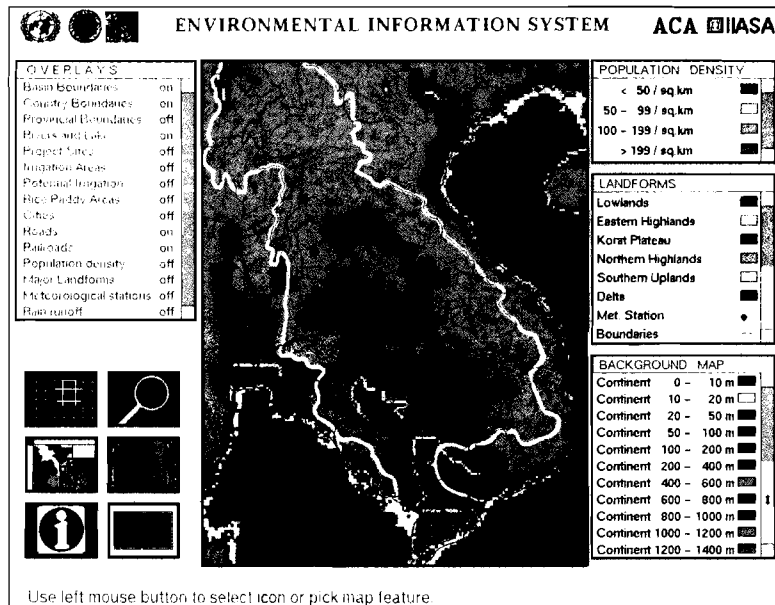 ENVIRONMENTAL INFORMATION SYSTEM
ACA IIASA
OVERLAYS
Basin Boundaries on
Country Boundaries on
Provincial Boundaries off
Rivers and Lake on
Project Sites off
Irrigation Areas off
Potential Irrigation off
Rice Paddy Areas off
Cities off
Roads on
Railroads on
Population density off
Major Landforms off
Meteorological stations off
Rain runoff off
POPULATION DENSITY
< 50 / sq.km
50 - 99 / sq.km
100 - 199 / sq.km
> 199 / sq.km
LANDFORMS
Lowlands
Eastern Highlands
Korat Plateau
Northern Highlands
Southern Uplands
Delta
Met. Station
Boundaries
BACKGROUND MAP
Continent 0 - 10 m
Continent 10 - 20 m
Continent 20 - 50 m
Continent 50 - 100 m
Continent 100 - 200 m
Continent 200 - 400 m
Continent 400 - 600 m
Continent 600 - 800 m
Continent 800 - 1000 m
Continent 1000 - 1200 m
Continent 1200 - 1400 m
i
Use left mouse button to select icon or pick map feature.